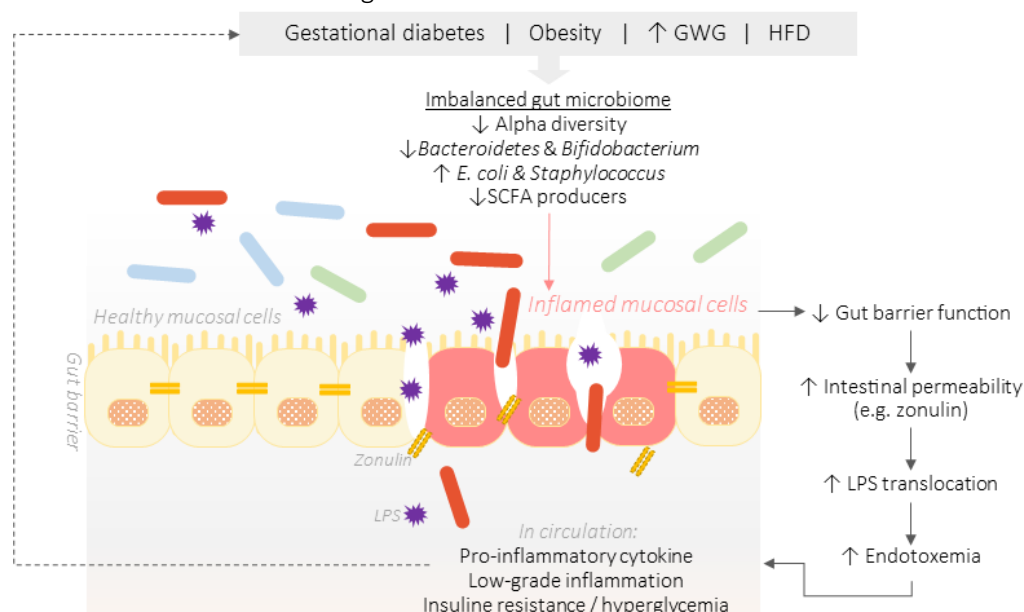 Gestational diabetes | Obesity | ↑ GWG | HFD
Imbalanced gut microbiome
↓ Alpha diversity
↓Bacteroidetes & Bifidobacterium
↑ E. coli & Staphylococcus
↓SCFA producers
Healthy mucosal cells
Inflamed mucosal cells
↓ Gut barrier function
Gut barrier
↑ Intestinal permeability
(e.g. zonulin)
Zonulin
↑ LPS translocation
LPS
In circulation:
Pro-inflammatory cytokine
Low-grade inflammation
Insuline resistance / hyperglycemia
↑ Endotoxemia